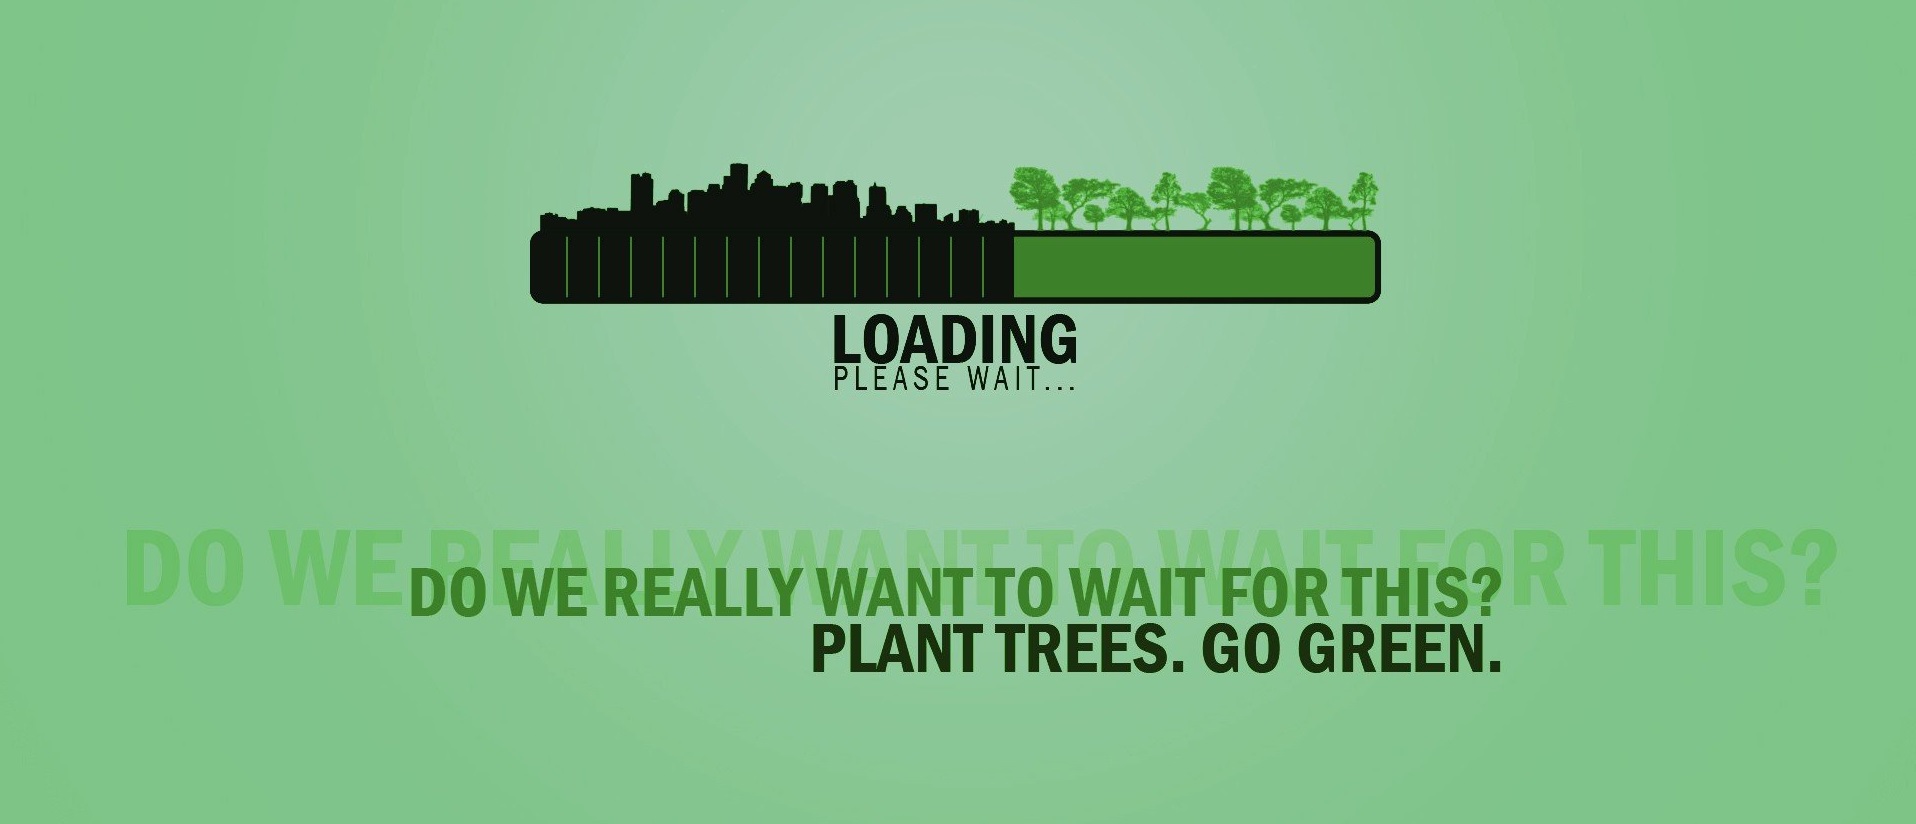 LOADING
PLEASE WAIT...
DO WE REALLY WANT TO WAIT FOR THIS?
DO WE REALLY WANT TO WAIT FOR THIS?
PLANT TREES. GO GREEN.